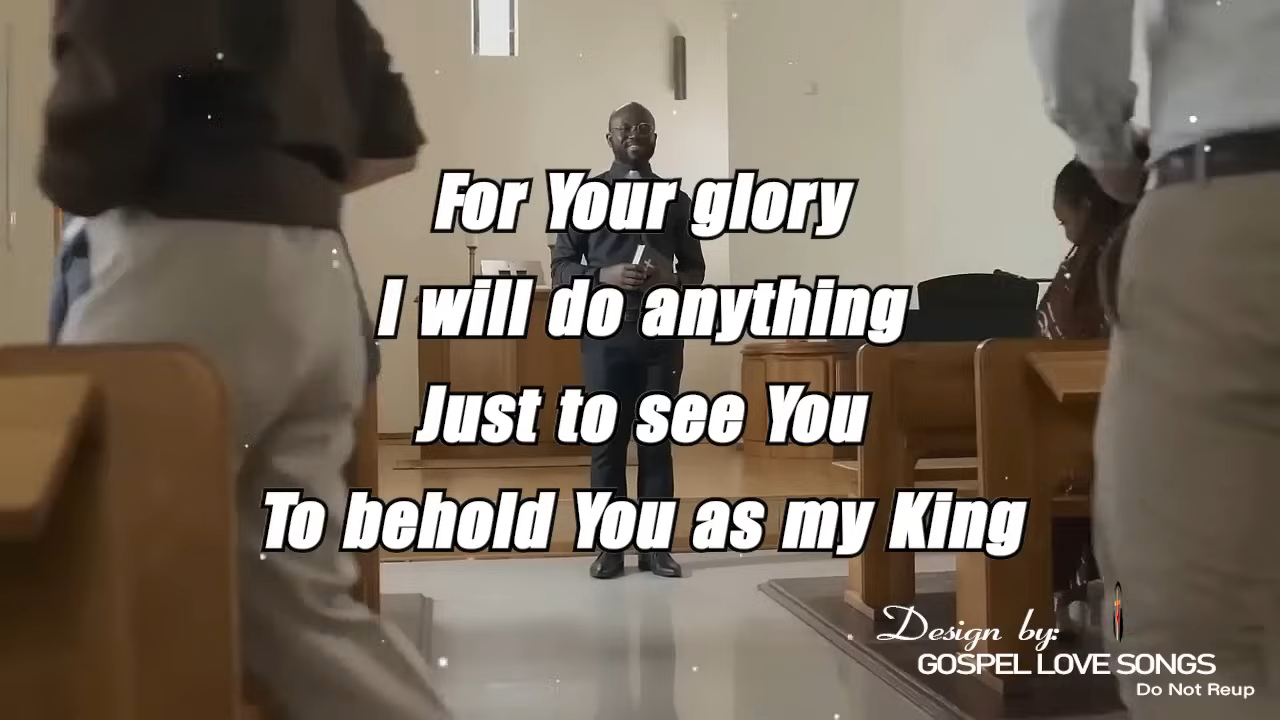 For Your glory
I will do anything
Just to see You
To behold You as my King
Design by:
GOSPEL LOVE SONGS
Do Not Reup